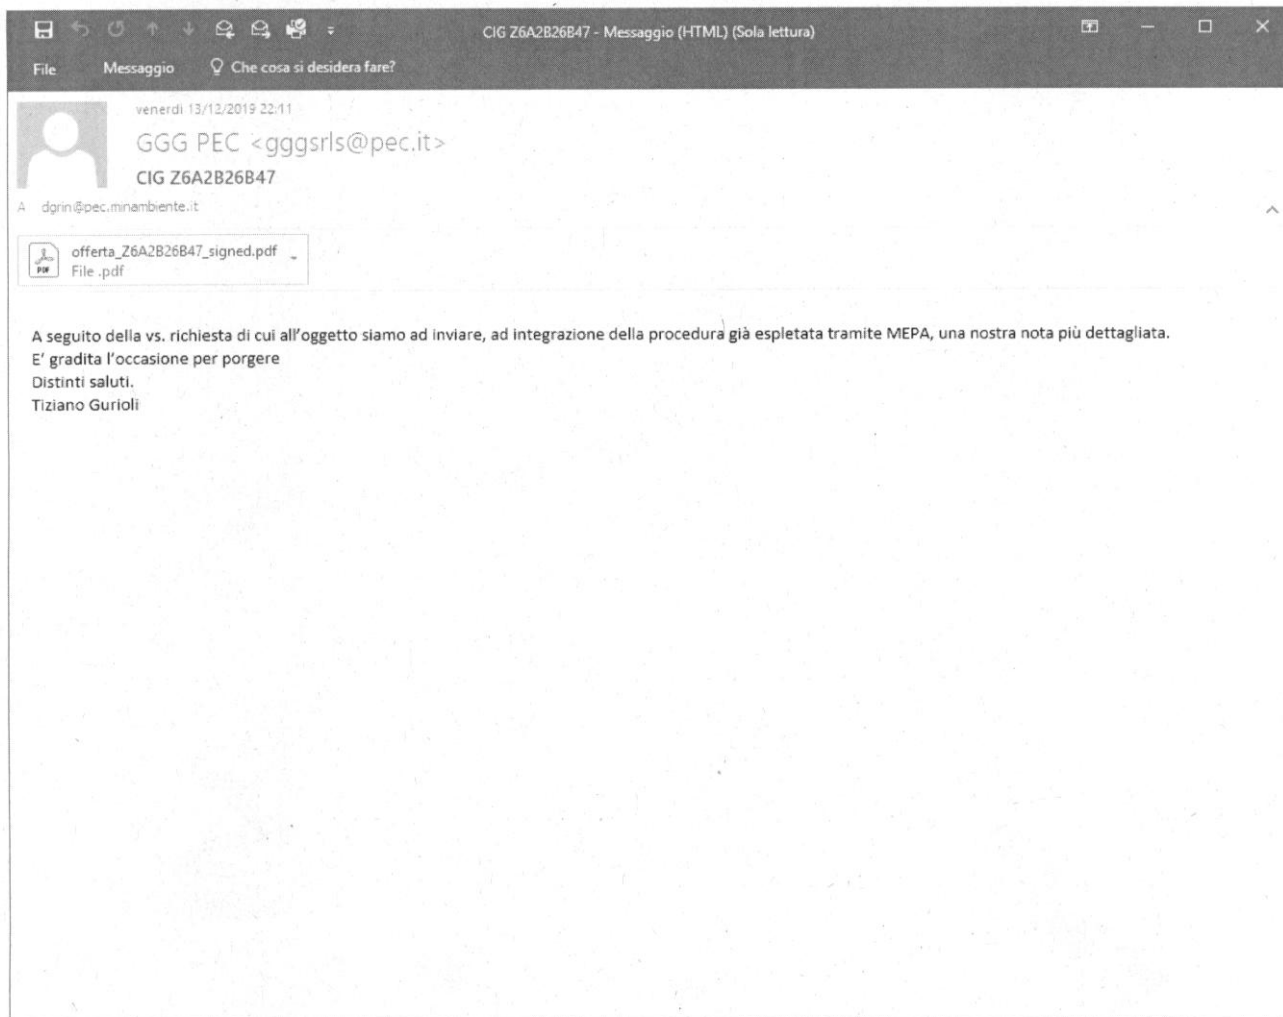 CIG Z6A2B26B47 - Messaggio (HTML) (Sola lettura)
File Messaggio Che cosa si desidera fare?
venerdì 13/12/2019 22:11
GGG PEC <gggsrls@pec.it>
CIG Z6A2B26B47
A dgrin@pec.minambiente.it
offerta_Z6A2B26B47_signed.pdf
PDF File .pdf
A seguito della vs. richiesta di cui all'oggetto siamo ad inviare, ad integrazione della procedura già espletata tramite MEPA, una nostra nota più dettagliata.
E' gradita l'occasione per porgere
Distinti saluti.
Tiziano Gurioli